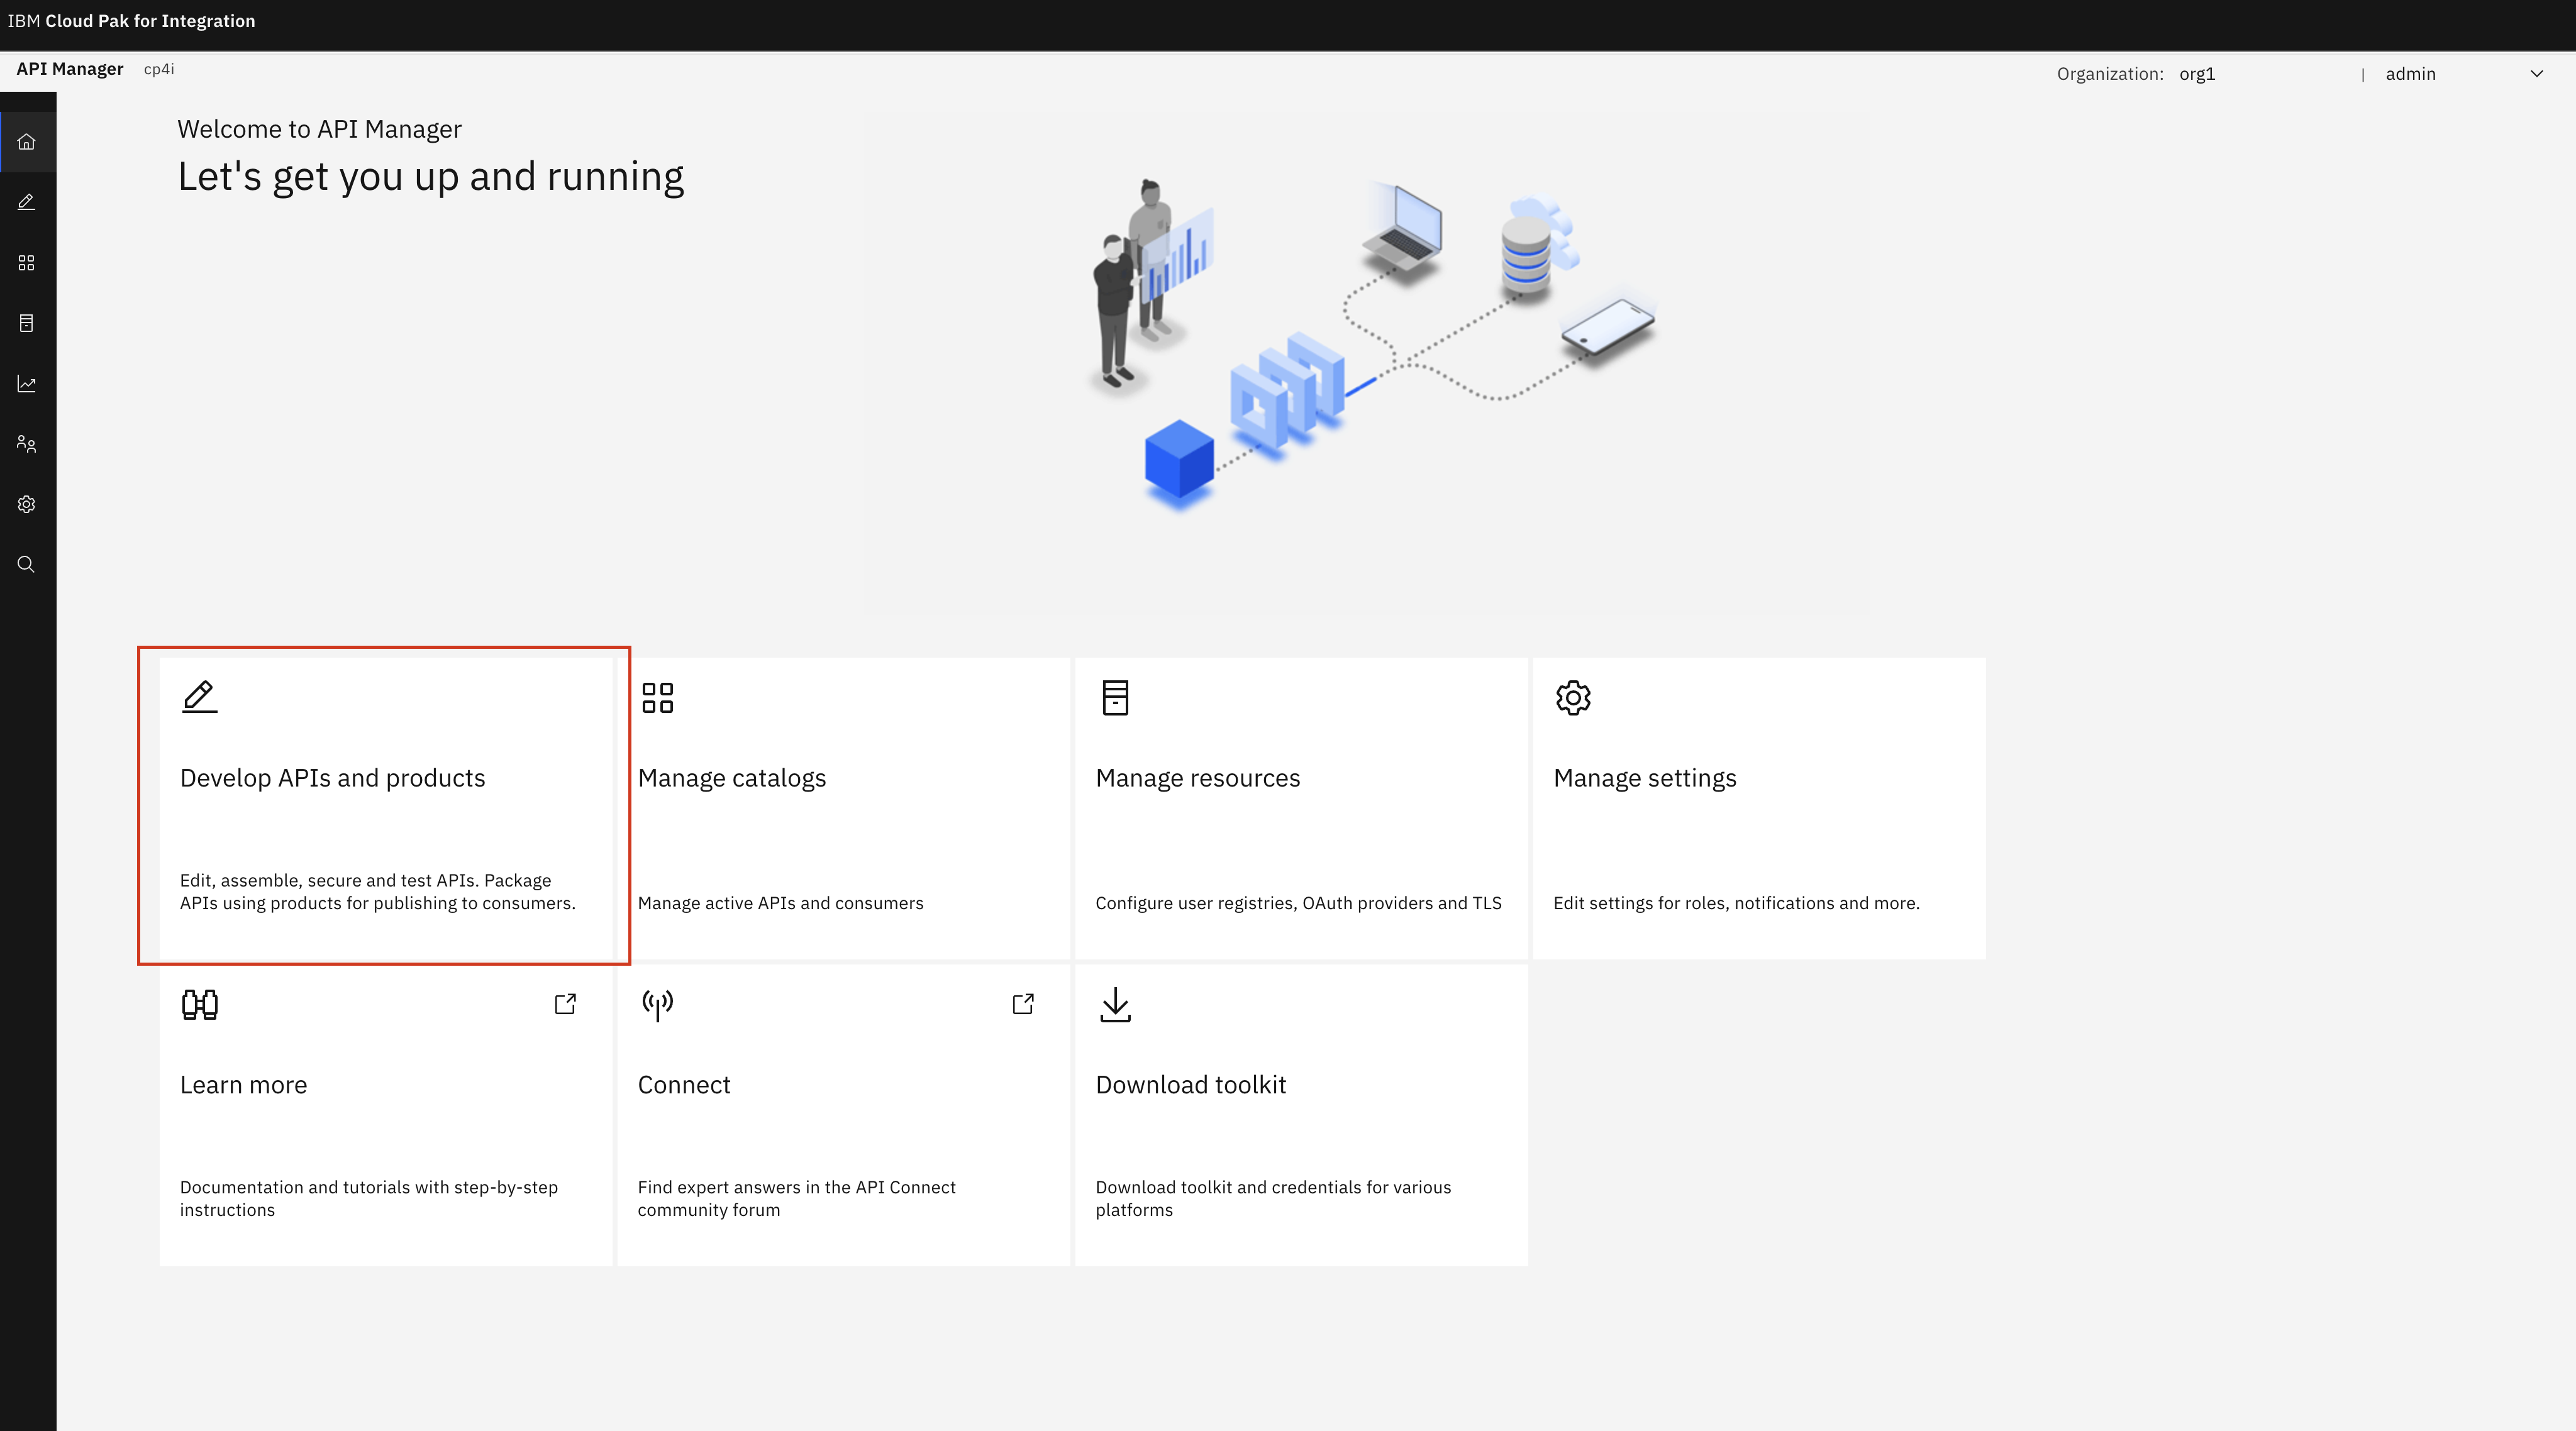 IBM Cloud Pak for Integration
API Manager cp4i
Organization: org1 | admin
Welcome to API Manager
Let's get you up and running
Develop APIs and products
Edit, assemble, secure and test APIs. Package
APIs using products for publishing to consumers.
Manage catalogs
Manage active APIs and consumers
Manage resources
Configure user registries, OAuth providers and TLS
Manage settings
Edit settings for roles, notifications and more.
Learn more
Documentation and tutorials with step-by-step
instructions
Connect
Find expert answers in the API Connect
community forum
Download toolkit
Download toolkit and credentials for various
platforms